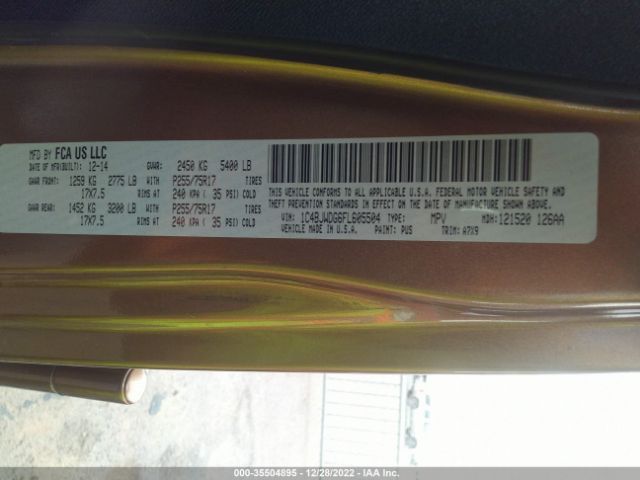 MFD BY FCA US LLC
DATE OF MFR(BUILT): 12-14 GVWR: 2450 KG 5400 LB
GAWR FRONT: 1259 KG 2775 LB WITH P255/75R17 TIRES
17X7.5 RIMS AT 240 KPA ( 35 PSI) COLD
GAWR REAR: 1452 KG 3200 LB WITH P255/75R17 TIRES
17X7.5 RIMS AT 240 KPA ( 35 PSI) COLD
THIS VEHICLE CONFORMS TO ALL APPLICABLE U.S.A. FEDERAL MOTOR VEHICLE SAFETY, BUMPER, AND
THEFT PREVENTION STANDARDS IN EFFECT ON THE DATE OF MANUFACTURE SHOWN ABOVE.
VIN: 1C4BJWDG6FL605504 TYPE: MPV MDH: 121520 126AA
VEHICLE MADE IN U.S.A. PAINT: PUS TRIM: A7X9
000-35504895 - 12/28/2022 - IAA Inc.